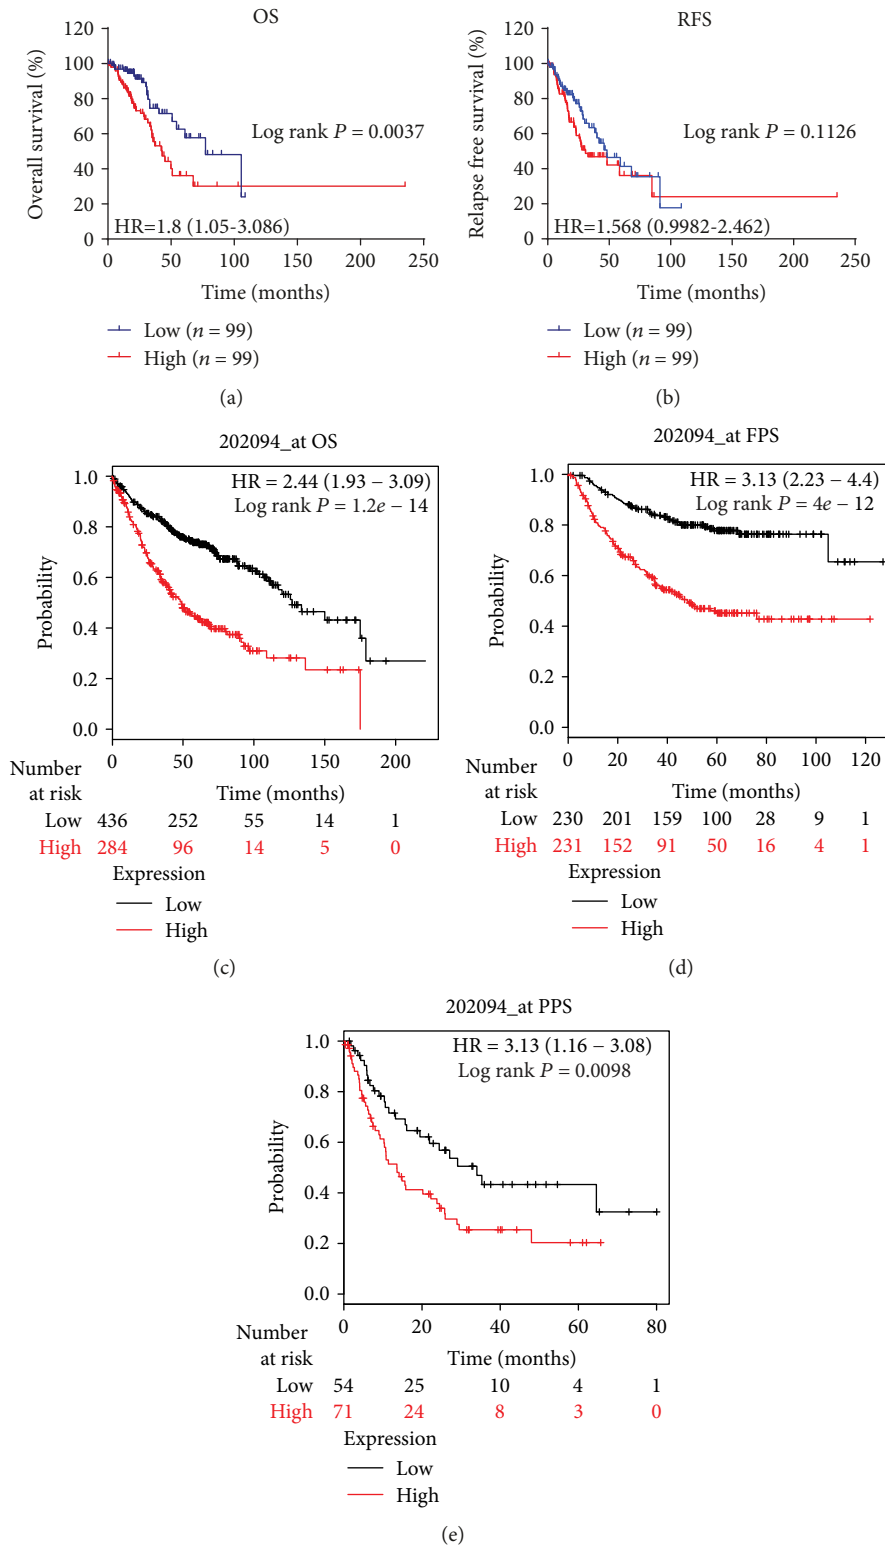 OS
Overall survival (%)
120
100
80
60
40
20
0
Log rank P = 0.0037
HR=1.8 (1.05-3.086)
0 50 100 150 200 250
Time (months)
Low (n = 99)
High (n = 99)
(a)
RFS
Relapse free survival (%)
120
100
80
60
40
20
0
Log rank P = 0.1126
HR=1.568 (0.9982-2.462)
0 50 100 150 200 250
Time (months)
Low (n = 99)
High (n = 99)
(b)
202094_at OS
Probability
1.0
0.8
0.6
0.4
0.2
0.0
HR = 2.44 (1.93 − 3.09)
Log rank P = 1.2e − 14
0 50 100 150 200
Number
at risk
Time (months)
Low 436 252 55 14 1
High 284 96 14 5 0
Expression
Low
High
(c)
202094_at FPS
Probability
1.0
0.8
0.6
0.4
0.2
0.0
HR = 3.13 (2.23 − 4.4)
Log rank P = 4e − 12
0 20 40 60 80 100 120
Number
at risk
Time (months)
Low 230 201 159 100 28 9 1
High 231 152 91 50 16 4 1
Expression
Low
High
(d)
202094_at PPS
Probability
1.0
0.8
0.6
0.4
0.2
0.0
HR = 3.13 (1.16 − 3.08)
Log rank P = 0.0098
0 20 40 60 80
Number
at risk
Time (months)
Low 54 25 10 4 1
High 71 24 8 3 0
Expression
Low
High
(e)